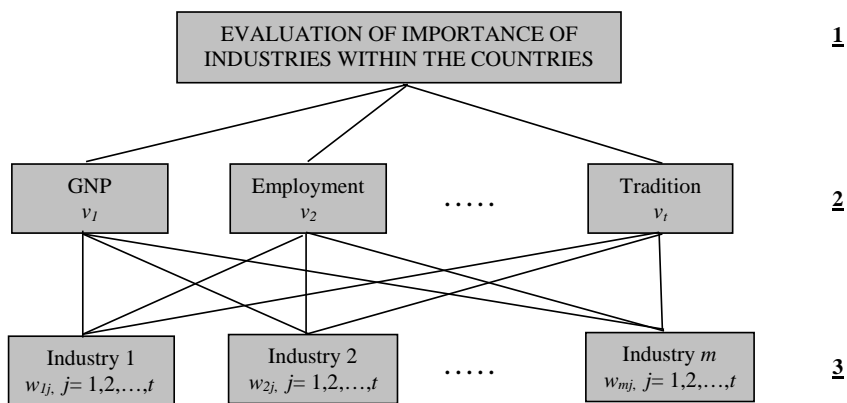 EVALUATION OF IMPORTANCE OF
INDUSTRIES WITHIN THE COUNTRIES
1
GNP
v1
Employment
v2
.....
Tradition
vt
2
Industry 1
w1j, j= 1,2,…,t
Industry 2
w2j, j= 1,2,…,t
.....
Industry m
wmj, j= 1,2,…,t
3